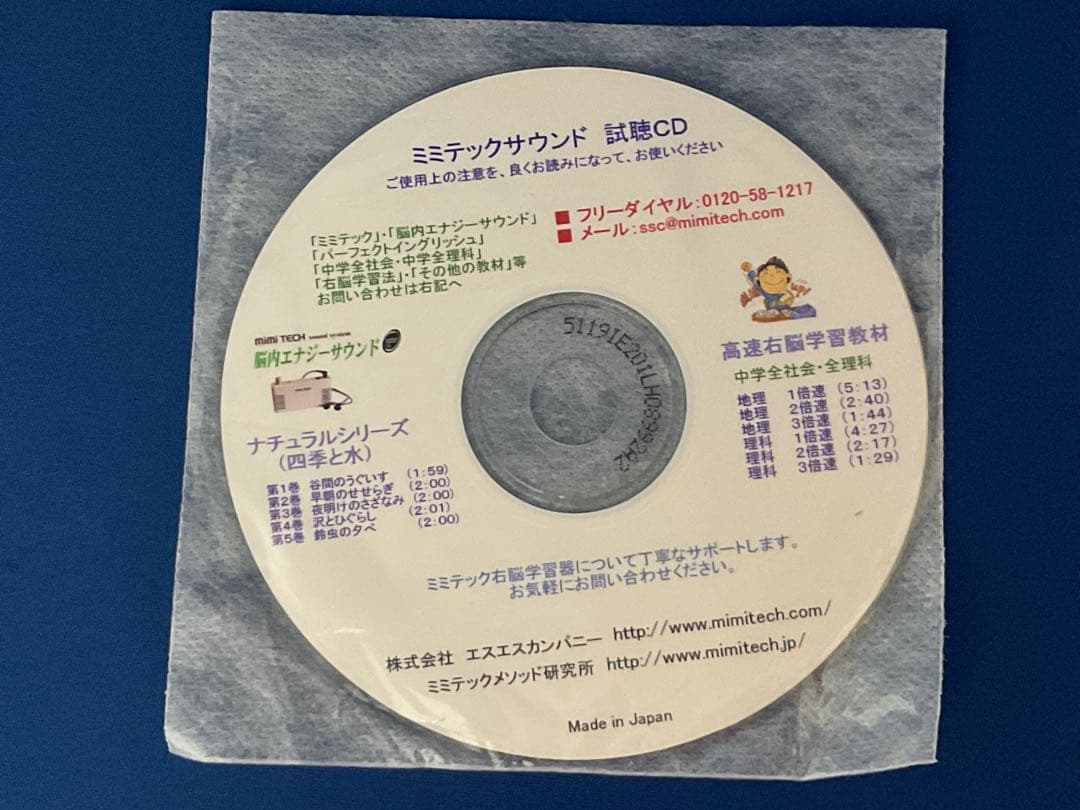 ミミテックサウンド 試聴CD
ご使用上の注意を、良くお読みになって、お使いください
「ミミテック」・「脳内エナジーサウンド」
「パーフェクトイングリッシュ」
「中学全社会・中学全理科」
「右脳学習法」・「その他の教材」等
お問い合わせは右記へ
■ フリーダイヤル：0120-58-1217
■ メール：ssc@mimitech.com
mimi TECH sound system
脳内エナジーサウンド
ナチュラルシリーズ
（四季と水）
第1巻 谷間のうぐいす （1：59）
第2巻 早朝のせせらぎ （2：00）
第3巻 夜明けのさざなみ （2：00）
第4巻 沢とひぐらし （2：01）
第5巻 鈴虫の夕べ （2：00）
5119IE201LH08992A2
高速右脳学習教材
中学全社会・全理科
地理 1倍速 （5：13）
地理 2倍速 （2：40）
地理 3倍速 （1：44）
理科 1倍速 （4：27）
理科 2倍速 （2：17）
理科 3倍速 （1：29）
ミミテック右脳学習器について丁寧なサポートします。
お気軽にお問い合わせください。
株式会社 エスエスカンパニー http://www.mimitech.com/
ミミテックメソッド研究所 http://www.mimitech.jp/
Made in Japan